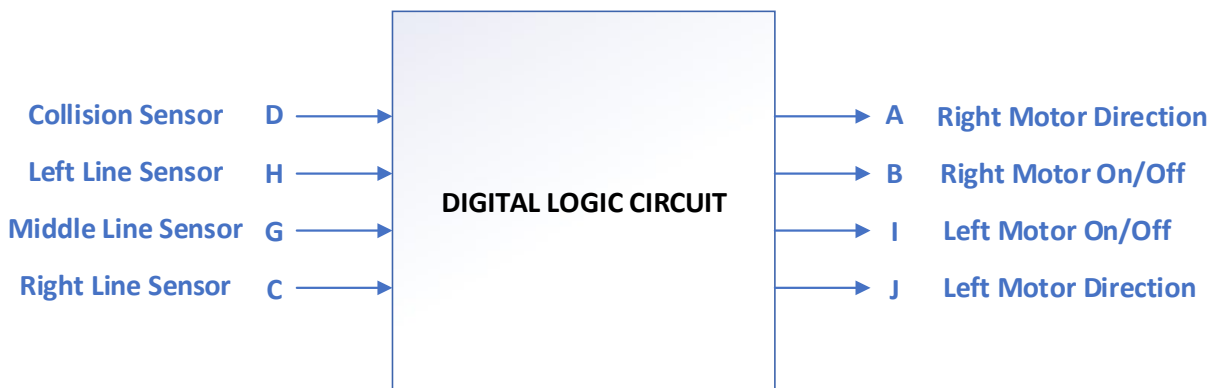 Collision Sensor D
Left Line Sensor H
Middle Line Sensor G
Right Line Sensor C
DIGITAL LOGIC CIRCUIT
A Right Motor Direction
B Right Motor On/Off
I Left Motor On/Off
J Left Motor Direction